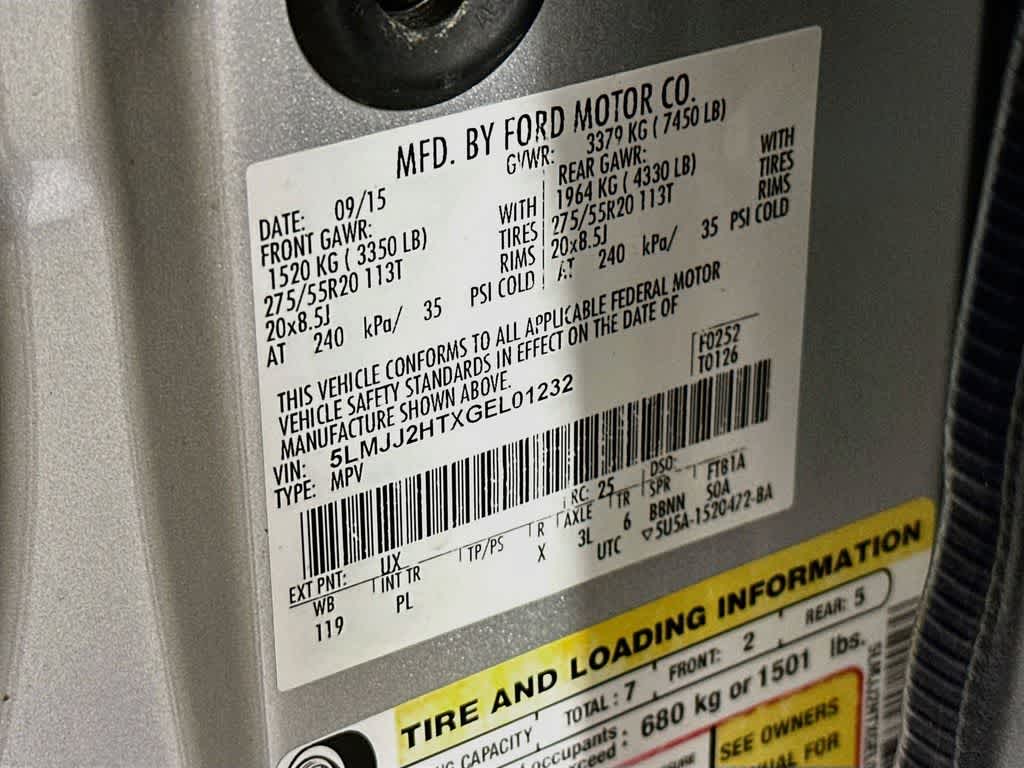 MFD. BY FORD MOTOR CO.
DATE: 09/15
GVWR: 3379 KG ( 7450 LB)
FRONT GAWR:
1520 KG ( 3350 LB) WITH
275/55R20 113T TIRES
20x8.5J RIMS
AT 240 kPa/ 35 PSI COLD
REAR GAWR:
1964 KG ( 4330 LB) WITH
275/55R20 113T TIRES
20x8.5J RIMS
AT 240 kPa/ 35 PSI COLD
THIS VEHICLE CONFORMS TO ALL APPLICABLE FEDERAL MOTOR
VEHICLE SAFETY STANDARDS IN EFFECT ON THE DATE OF
MANUFACTURE SHOWN ABOVE.
F0252
T0126
VIN: 5LMJJ2HTXGEL01232
TYPE: MPV
EXT PNT: UX RC: 25 DSO:
WB INT TR TP/PS R AXLE TR SPR FTB1A
119 PL X 3L 6 BBNN SOA
UTC ▽5U5A-1520472-BA
TIRE AND LOADING INFORMATION
CAPACITY TOTAL : 7 FRONT: 2 REAR: 5
occupants : 680 kg or 1501 lbs.
exceed
SEE OWNERS
FOR